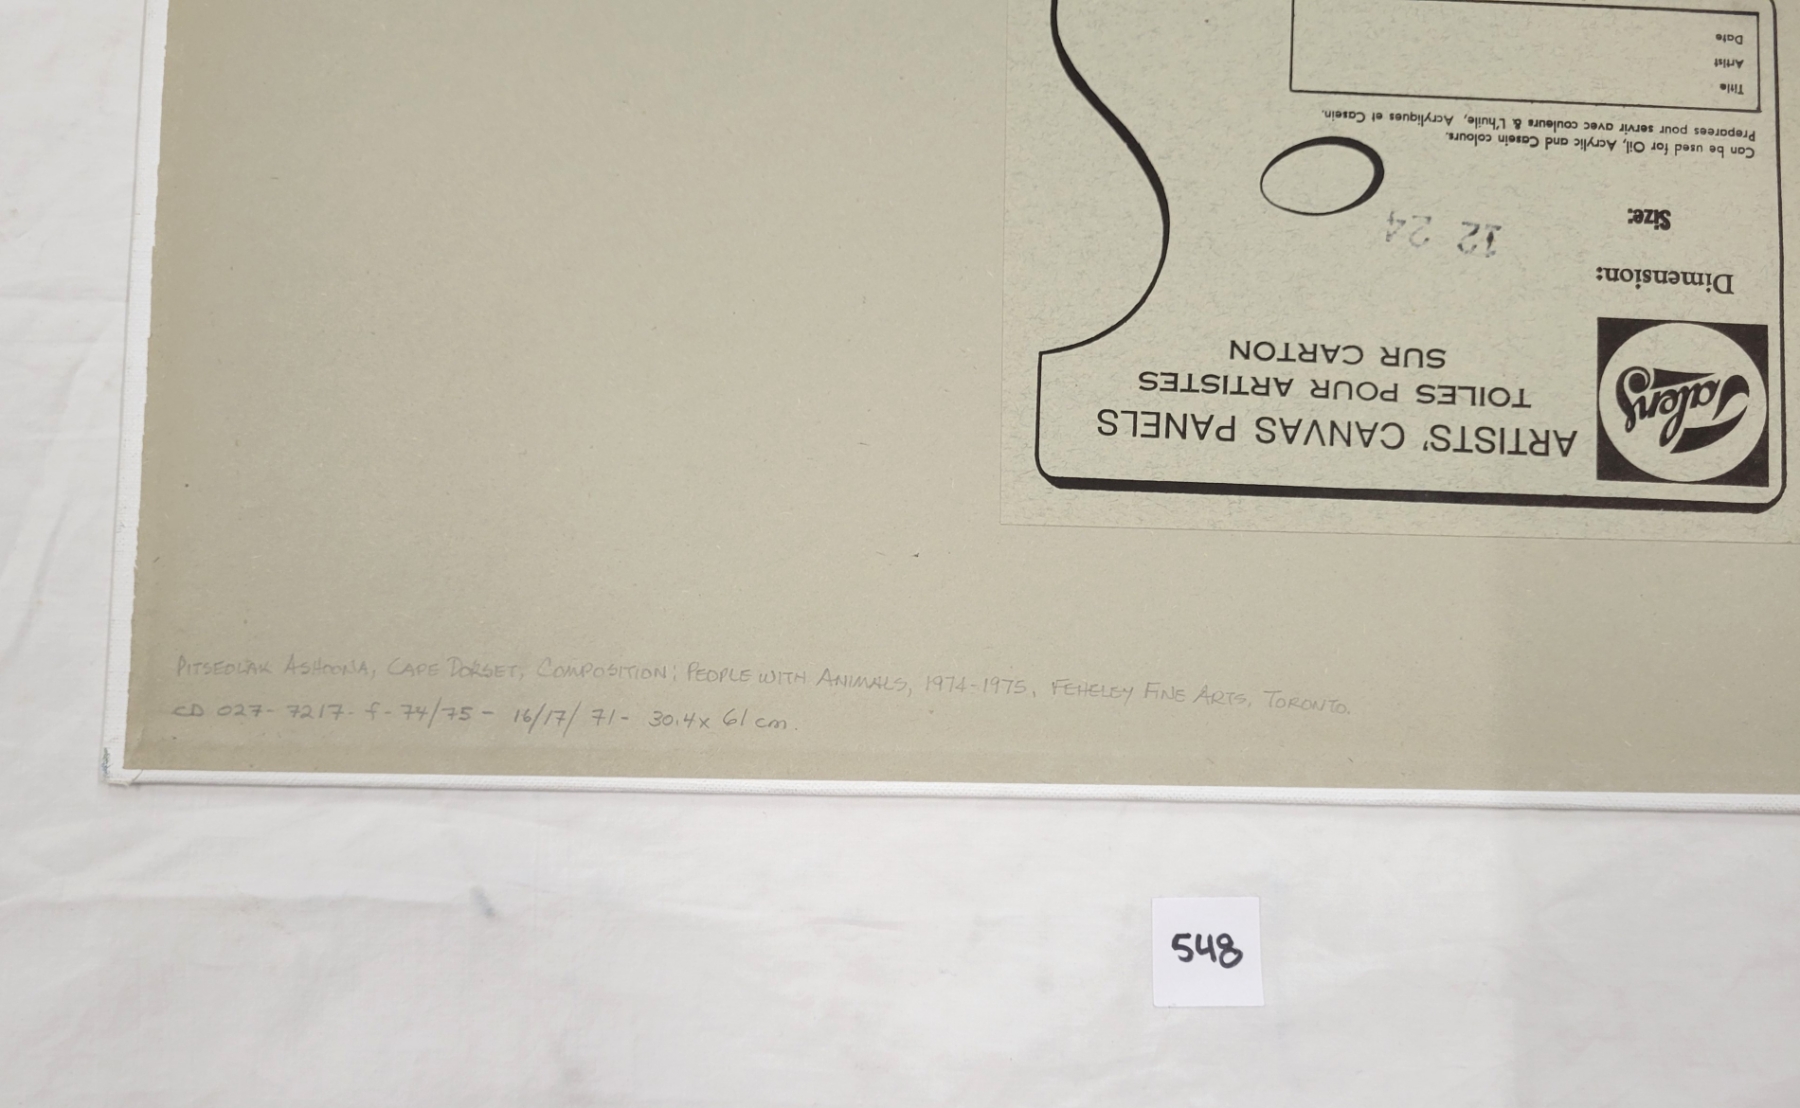 Talens
ARTISTS' CANVAS PANELS
TOILES POUR ARTISTES
SUR CARTON
Dimension:
Size:
12 24
Can be used for Oil, Acrylic and Casein colours.
Preparees pour servir avec couleurs & L'huile, Acryliques et Casein.
Title
Artist
Date
PITSEOLAK ASHOONA, CAPE DORSET, COMPOSITION; PEOPLE WITH ANIMALS, 1974-1975, FEHELEY FINE ARTS, TORONTO.
CD 027- 7217- f- 74/75 - 16/17/ 71- 30.4 x 61 cm.
548